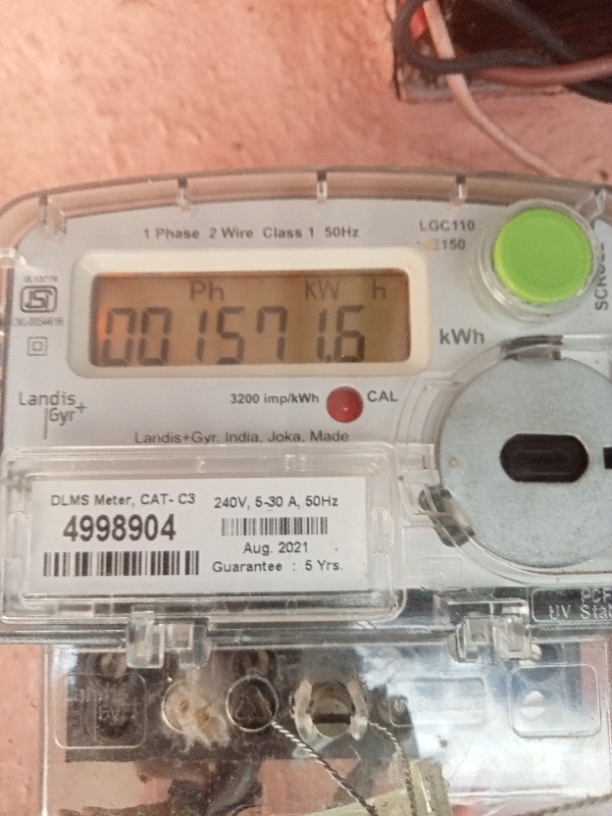 1 Phase 2 Wire Class 1 50Hz
LGC110
Ph kW h
001571.6
kWh
ISI
Landis
Gyr+
3200 imp/kWh CAL
Landis+Gyr, India, Joka, Made
DLMS Meter, CAT- C3
4998904
240V, 5-30 A, 50Hz
Aug. 2021
Guarantee : 5 Yrs.